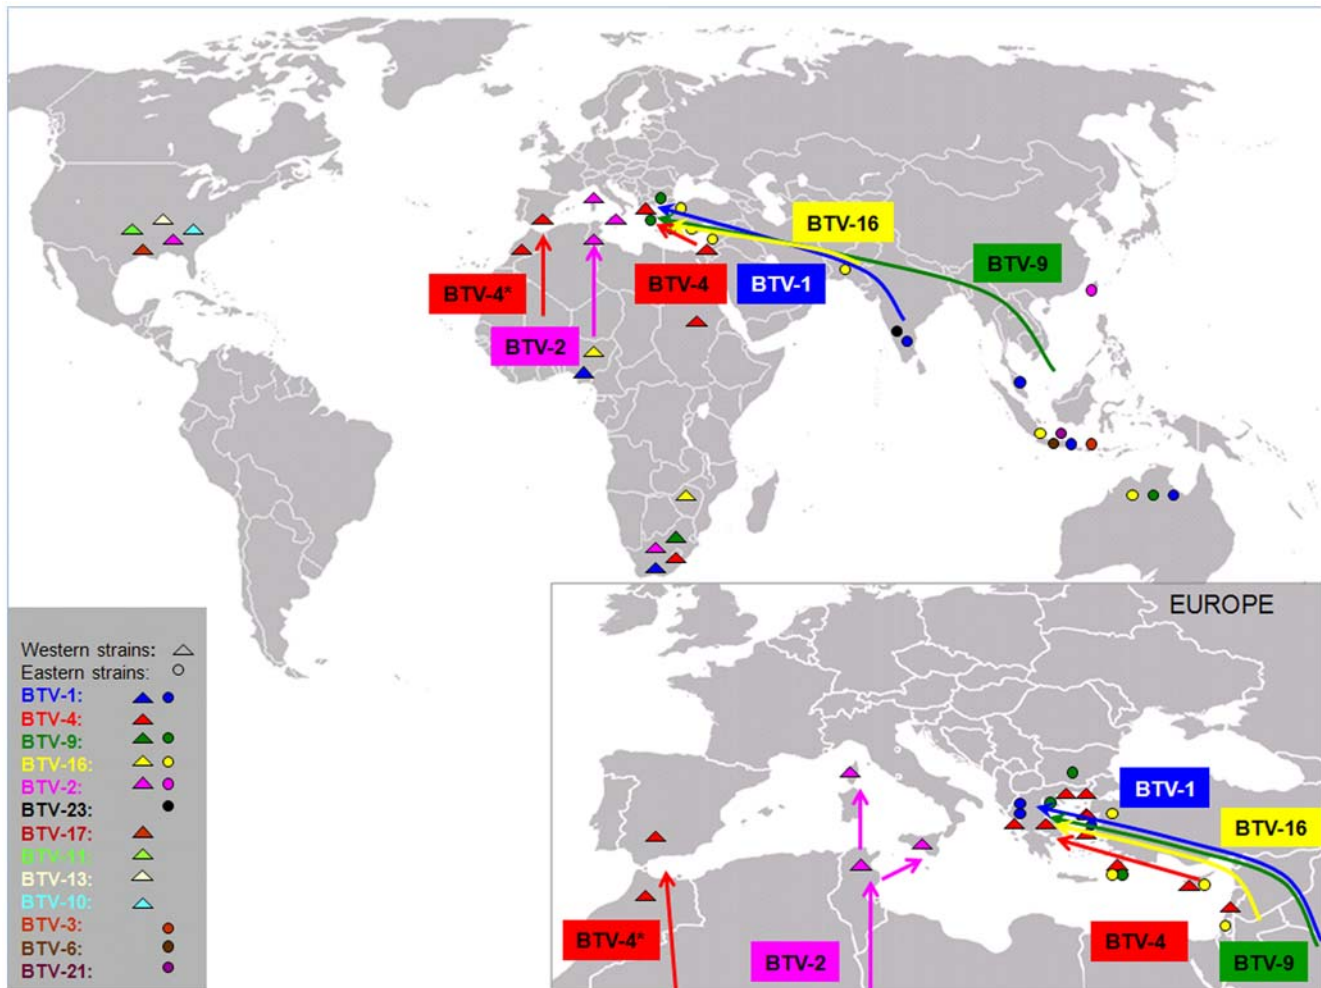 BTV-16
BTV-9
BTV-4*
BTV-4
BTV-1
BTV-2
EUROPE
Western strains:
Eastern strains:
BTV-1:
BTV-4:
BTV-9:
BTV-16:
BTV-2:
BTV-23:
BTV-17:
BTV-11:
BTV-13:
BTV-10:
BTV-3:
BTV-6:
BTV-21:
BTV-1
BTV-16
BTV-4*
BTV-2
BTV-4
BTV-9